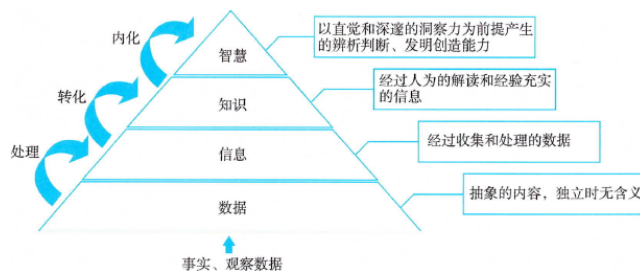 内化
智慧
以直觉和深邃的洞察力为前提产生
的辨析判断、发明创造能力
转化
知识
经过人为的解读和经验充实
的信息
处理
信息
经过收集和处理的数据
数据
抽象的内容，独立时无含义
事实、观察数据